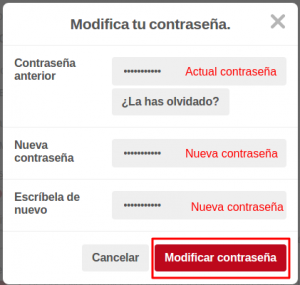 Modifica tu contraseña.
Contraseña
anterior
••••••••••• Actual contraseña
¿La has olvidado?
Nueva
contraseña
••••••••••• Nueva contraseña
Escríbela de
nuevo
••••••••••• Nueva contraseña
Cancelar
Modificar contraseña